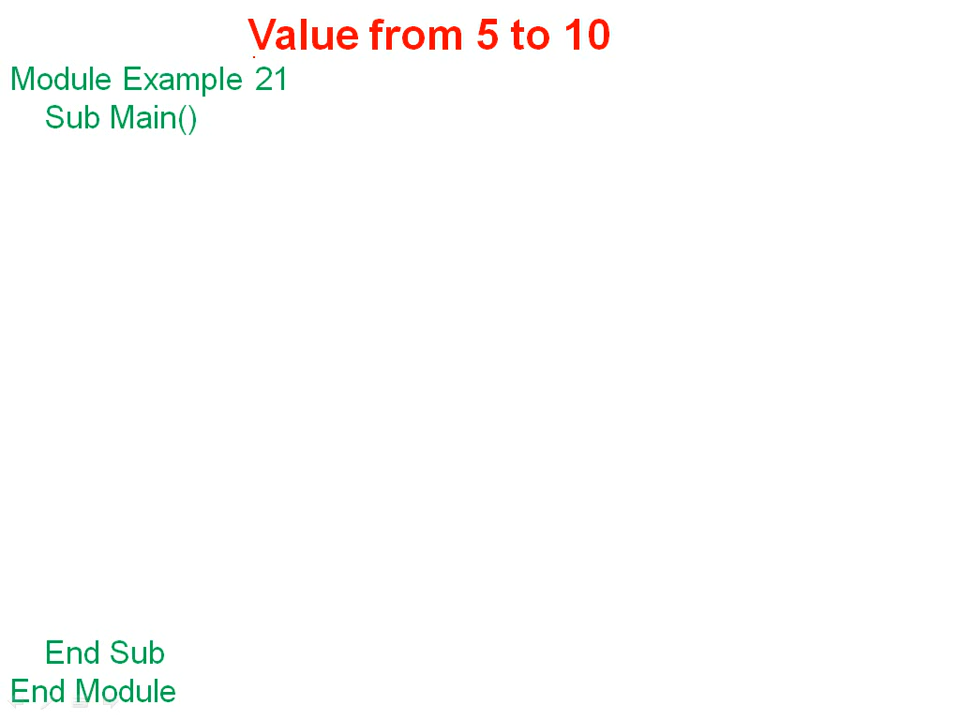 Value from 5 to 10
Module Example 21
Sub Main()
End Sub
End Module